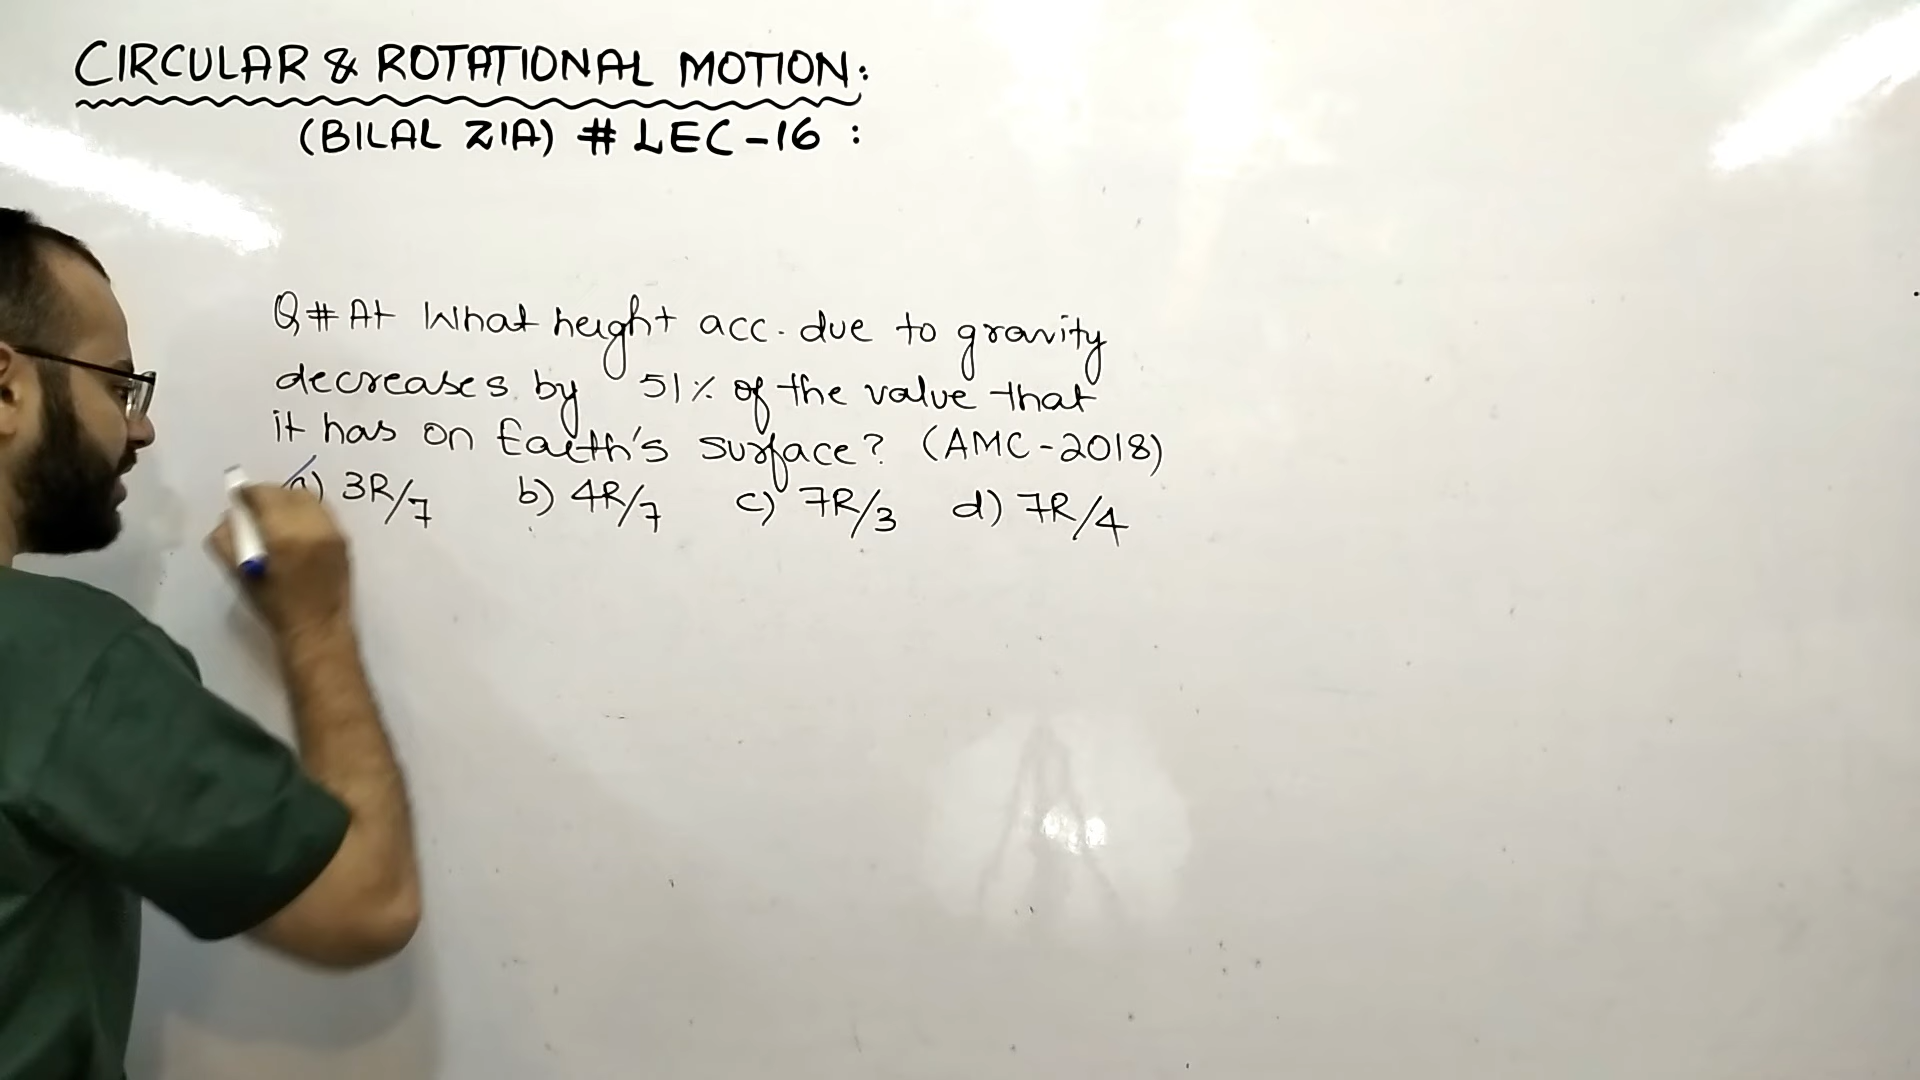 CIRCULAR & ROTATIONAL MOTION:
(BILAL ZIA) # LEC-16 :
Q# At What height acc. due to gravity
decreases by 51% of the value that
it has on Earth's surface? (AMC-2018)
a) 3R/7 b) 4R/7 c) 7R/3 d) 7R/4